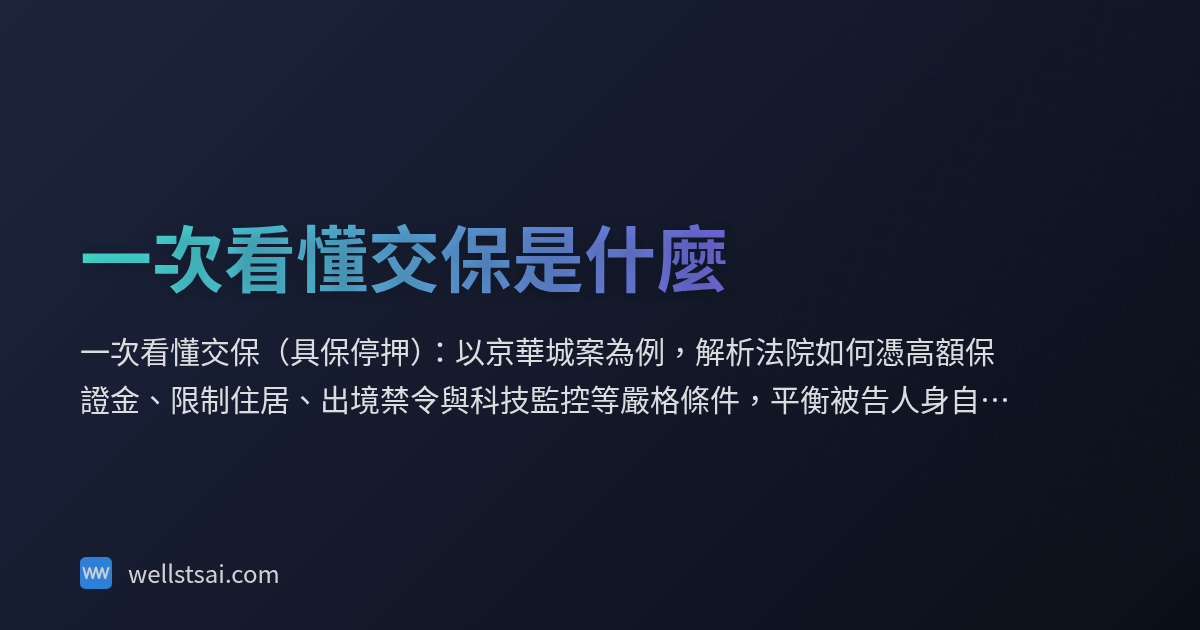 一次看懂交保是什麼
一次看懂交保（具保停押）：以京華城案為例，解析法院如何憑高額保
證金、限制住居、出境禁令與科技監控等嚴格條件，平衡被告人身自…
wellstsai.com